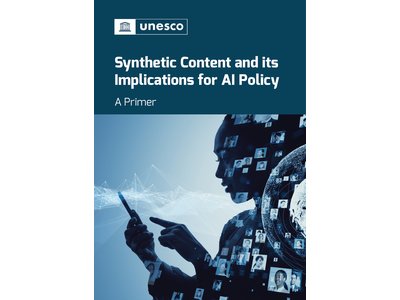 unesco
Synthetic Content and its
Implications for AI Policy
A Primer